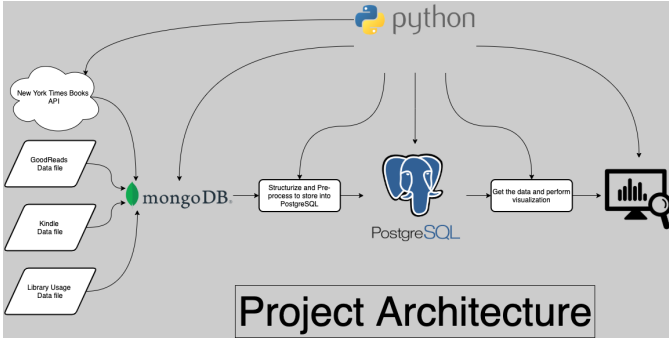 python
New York Times Books
API
GoodReads
Data file
Kindle
Data file
Library Usage
Data file
mongoDB®
Structurize and Pre-
process to store into
PostgreSQL
PostgreSQL
Get the data and perform
visualization
Project Architecture